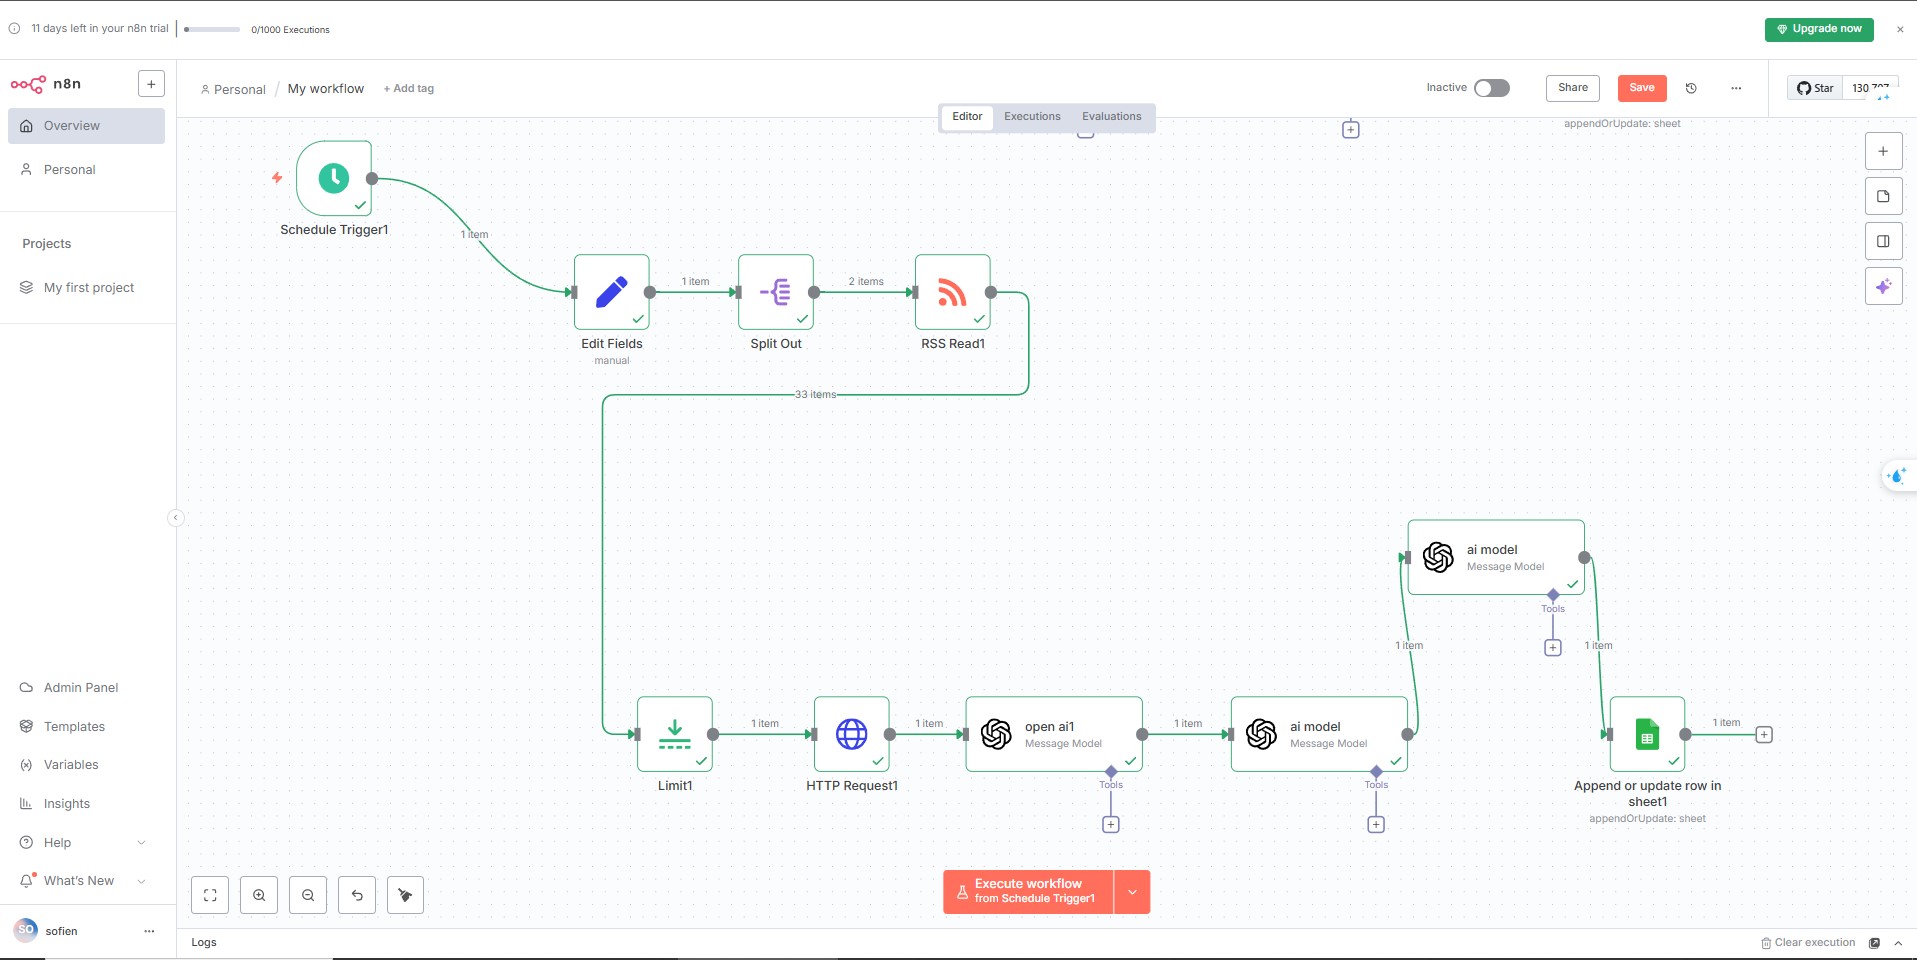 11 days left in your n8n trial
0/1000 Executions
Upgrade now
n8n
Personal / My workflow
+ Add tag
Inactive
Share
Save
Star
Editor
Executions
Evaluations
appendOrUpdate: sheet
Overview
Personal
Projects
My first project
Schedule Trigger1
1 item
Edit Fields
manual
1 item
Split Out
2 items
RSS Read1
33 items
ai model
Message Model
Tools
1 item
1 item
Limit1
1 item
HTTP Request1
1 item
open ai1
Message Model
Tools
1 item
ai model
Message Model
Tools
Append or update row in
sheet1
appendOrUpdate: sheet
1 item
Admin Panel
Templates
Variables
Insights
Help
What's New
SO
sofien
Execute workflow
from Schedule Trigger1
Logs
Clear execution